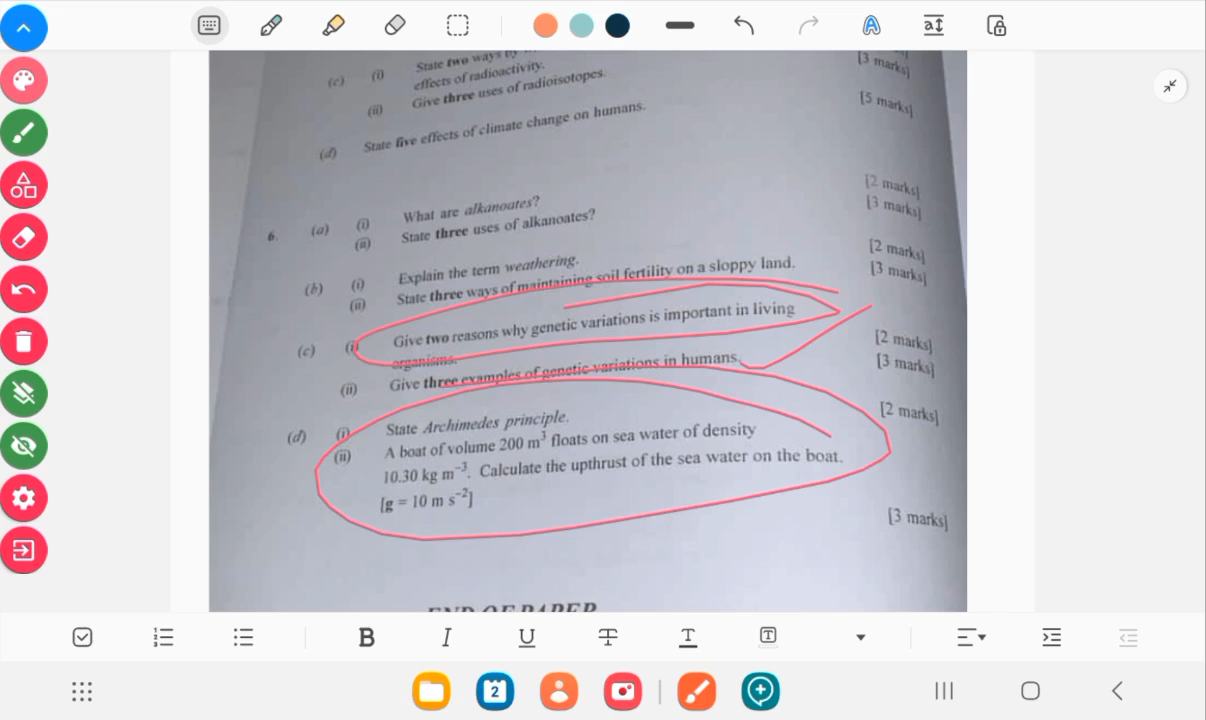 (c) (i) State two ways
effects of radioactivity.
[3 marks]
(ii) Give three uses of radioisotopes.
[5 marks]
(d) State five effects of climate change on humans.
6. (a) (i) What are alkanoates?
[2 marks]
(ii) State three uses of alkanoates?
[3 marks]
(b) (i) Explain the term weathering.
[2 marks]
(ii) State three ways of maintaining soil fertility on a sloppy land.
[3 marks]
(c) (i) Give two reasons why genetic variations is important in living
organisms.
[2 marks]
(ii) Give three examples of genetic variations in humans.
[3 marks]
(d) (i) State Archimedes principle.
[2 marks]
(ii) A boat of volume 200 m³ floats on sea water of density
10.30 kg m⁻³. Calculate the upthrust of the sea water on the boat.
[g = 10 m s⁻²]
[3 marks]
END OF PAPER
B I U T T
2